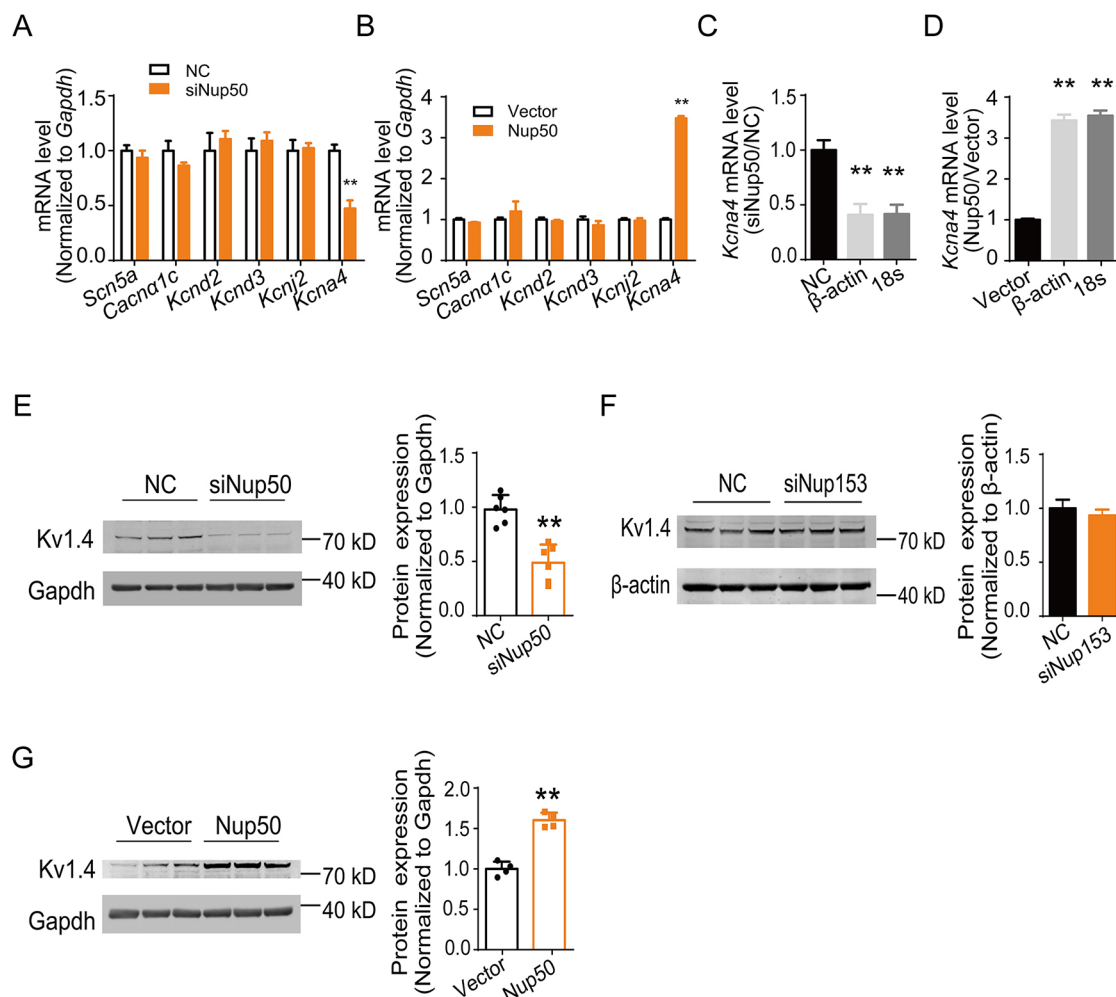 A
NC
siNup50
mRNA level
(Normalized to Gapdh)
1.5
1.0
0.5
0.0
**
Scn5a
Cacnα1c
Kcnd2
Kcnd3
Kcnj2
Kcna4
B
Vector
Nup50
mRNA level
(Normalized to Gapdh)
4
3
2
1
0
**
Scn5a
Cacnα1c
Kcnd2
Kcnd3
Kcnj2
Kcna4
C
Kcna4 mRNA level
(siNup50/NC)
1.5
1.0
0.5
0.0
** **
NC
β-actin
18s
D
Kcna4 mRNA level
(Nup50/Vector)
4
3
2
1
0
** **
Vector
β-actin
18s
E
NC siNup50
Kv1.4
70 kD
Gapdh
40 kD
Protein expression
(Normalized to Gapdh)
1.5
1.0
0.5
0.0
**
NC
siNup50
F
NC siNup153
Kv1.4
70 kD
β-actin
40 kD
Protein expression
(Normalized to β-actin)
1.5
1.0
0.5
0.0
NC
siNup153
G
Vector Nup50
Kv1.4
70 kD
Gapdh
40 kD
Protein expression
(Normalized to Gapdh)
2.0
1.5
1.0
0.5
0.0
**
Vector
Nup50